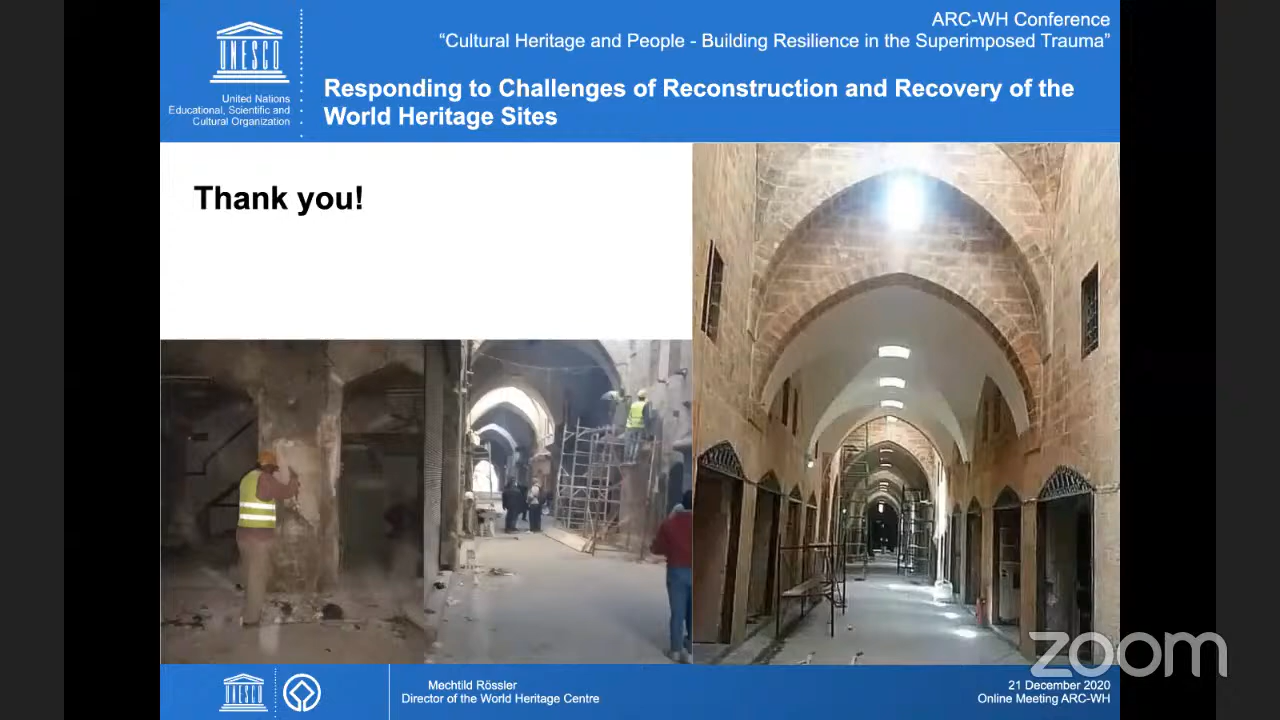 UNESCO
United Nations
Educational, Scientific and
Cultural Organization
ARC-WH Conference
“Cultural Heritage and People - Building Resilience in the Superimposed Trauma”
Responding to Challenges of Reconstruction and Recovery of the
World Heritage Sites
Thank you!
UNESCO
Mechtild Rössler
Director of the World Heritage Centre
21 December 2020
Online Meeting ARC-WH
zoom